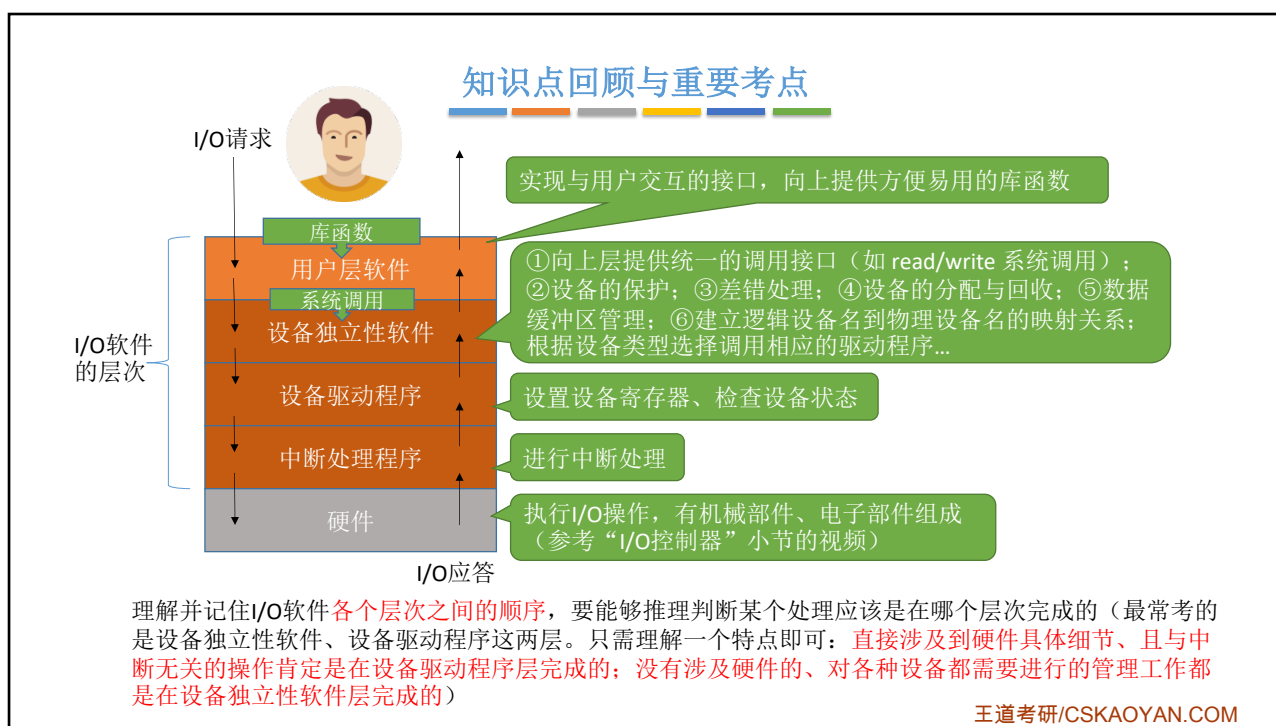 知识点回顾与重要考点
I/O请求
实现与用户交互的接口，向上提供方便易用的库函数
库函数
用户层软件
系统调用
①向上层提供统一的调用接口（如 read/write 系统调用）；
②设备的保护；③差错处理；④设备的分配与回收；⑤数据
缓冲区管理；⑥建立逻辑设备名到物理设备名的映射关系；
根据设备类型选择调用相应的驱动程序…
设备独立性软件
I/O软件
的层次
设备驱动程序
设置设备寄存器、检查设备状态
中断处理程序
进行中断处理
硬件
执行I/O操作，有机械部件、电子部件组成
（参考“I/O控制器”小节的视频）
I/O应答
理解并记住I/O软件各个层次之间的顺序，要能够推理判断某个处理应该是在哪个层次完成的（最常考的
是设备独立性软件、设备驱动程序这两层。只需理解一个特点即可：直接涉及到硬件具体细节、且与中
断无关的操作肯定是在设备驱动程序层完成的；没有涉及硬件的、对各种设备都需要进行的管理工作都
是在设备独立性软件层完成的）
王道考研/CSKAOYAN.COM